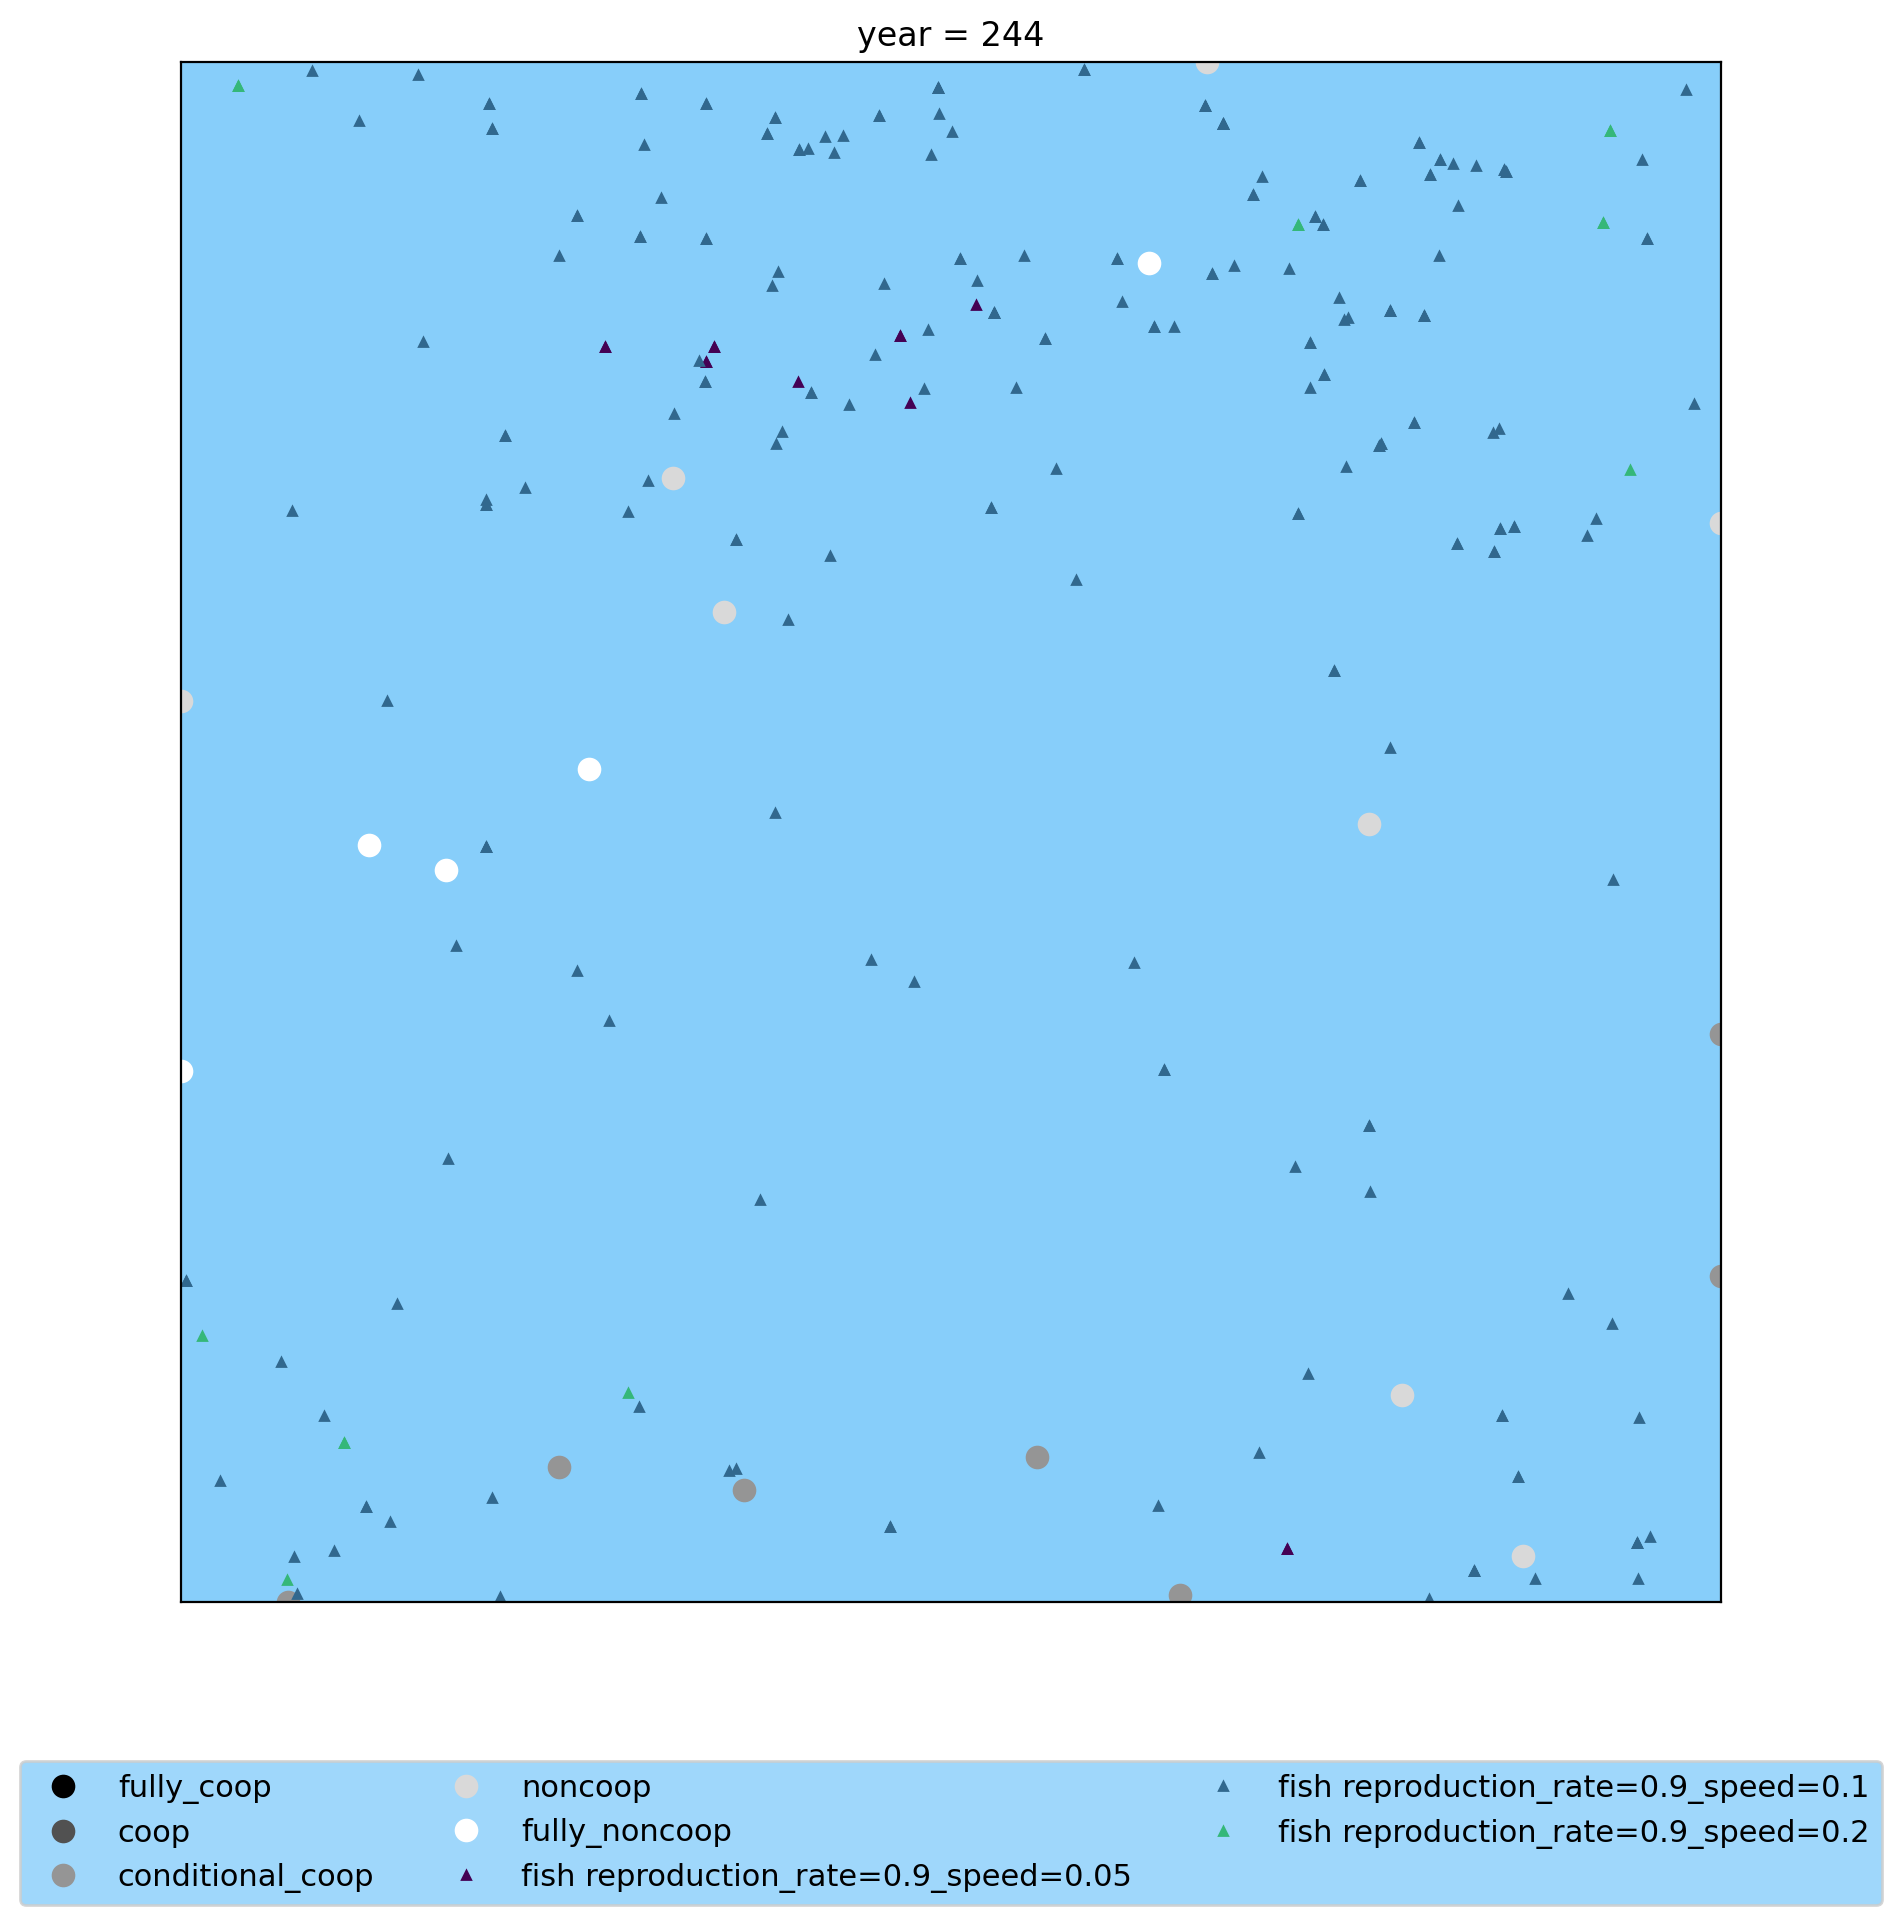 year = 244
fully_coop
coop
conditional_coop
noncoop
fully_noncoop
fish reproduction_rate=0.9_speed=0.05
fish reproduction_rate=0.9_speed=0.1
fish reproduction_rate=0.9_speed=0.2